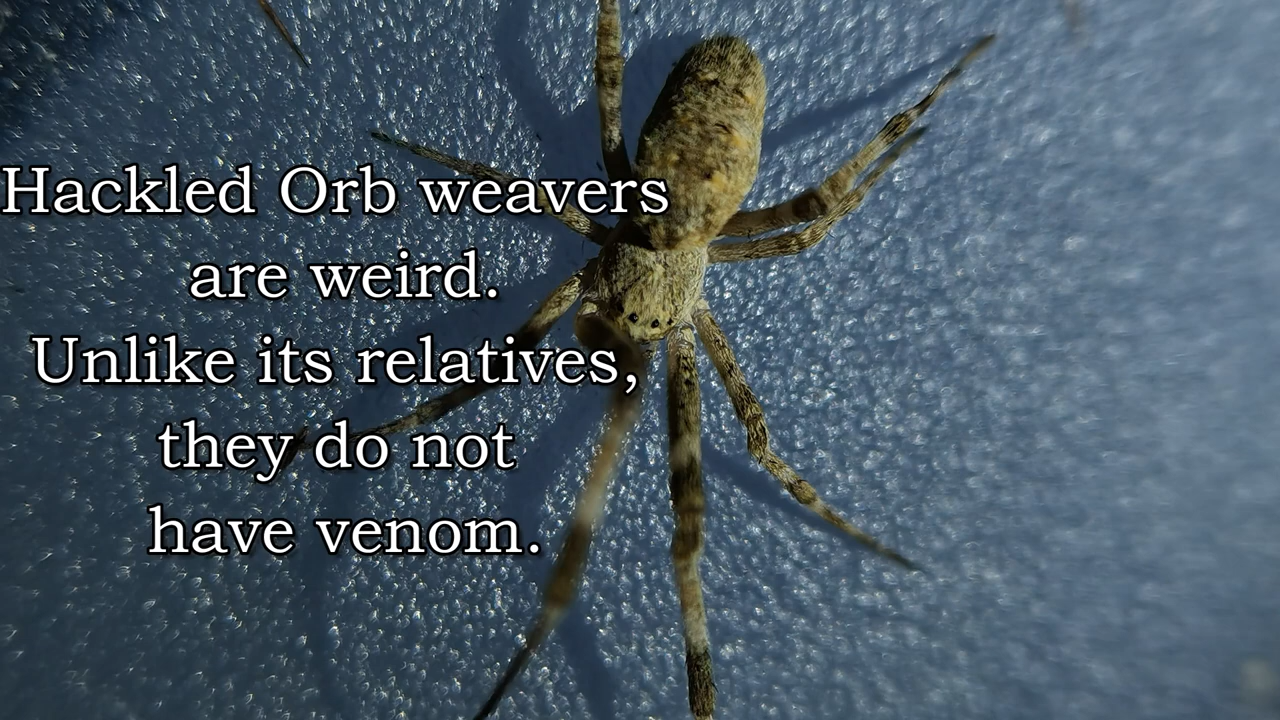 Hackled Orb weavers
are weird.
Unlike its relatives,
they do not
have venom.